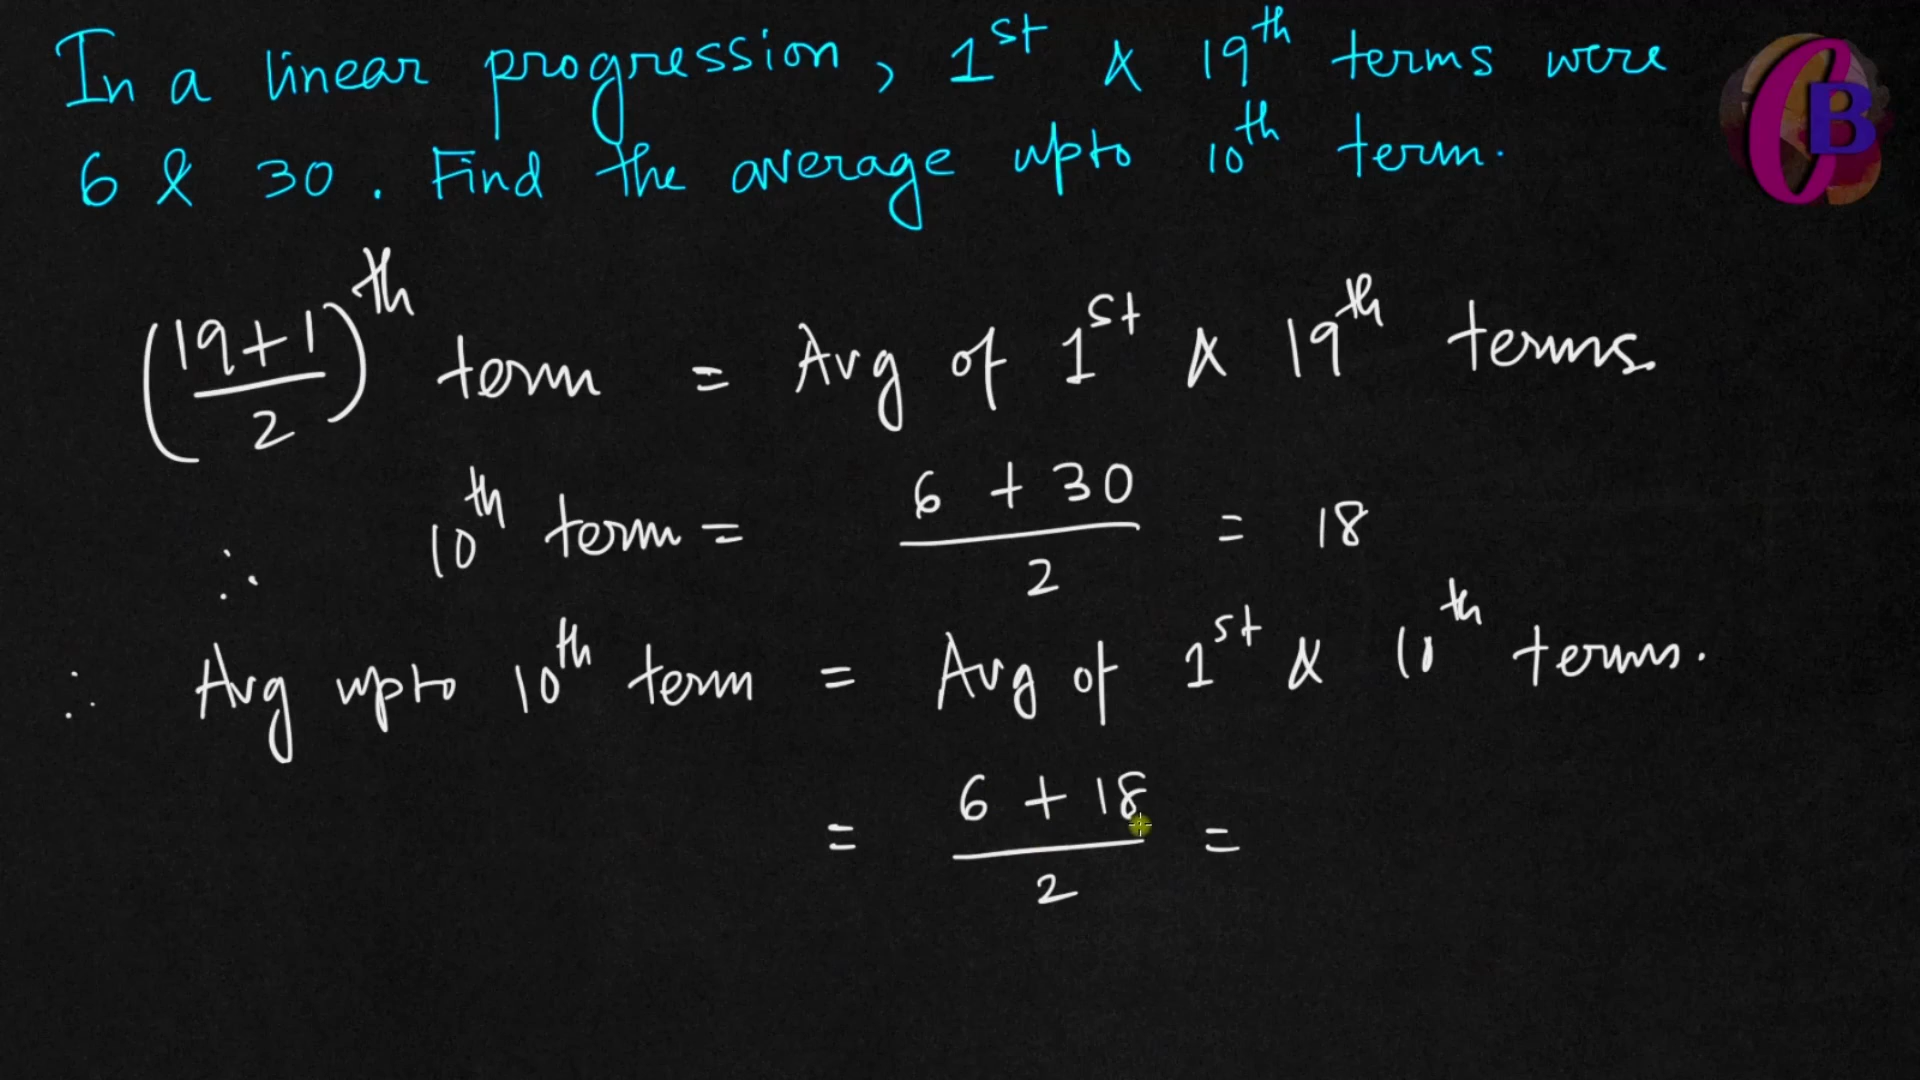 In a linear progression, 1st & 19th terms were
6 & 30. Find the average upto 10th term.
(19+1/2)th term = Avg of 1st & 19th terms.
∴ 10th term = 6 + 30/2 = 18
∴ Avg upto 10th term = Avg of 1st & 10th terms.
= 6 + 18/2 =
CB